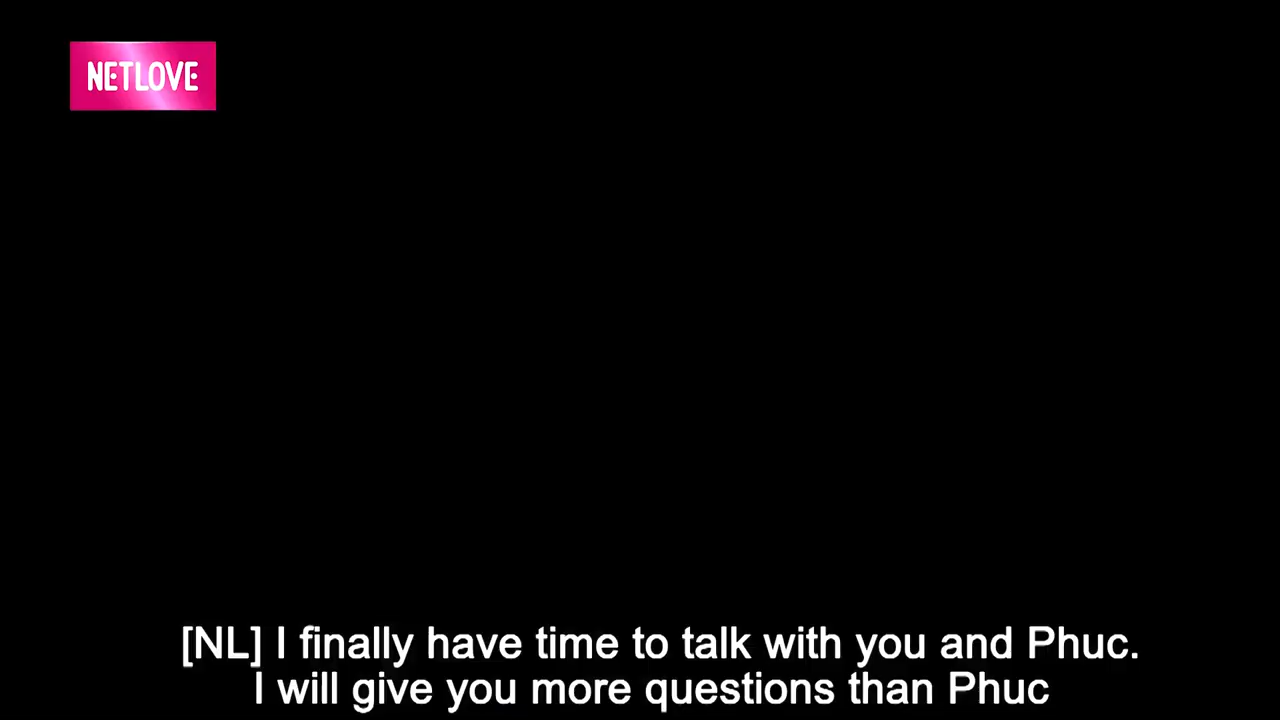 NETLOVE
[NL] I finally have time to talk with you and Phuc.
I will give you more questions than Phuc